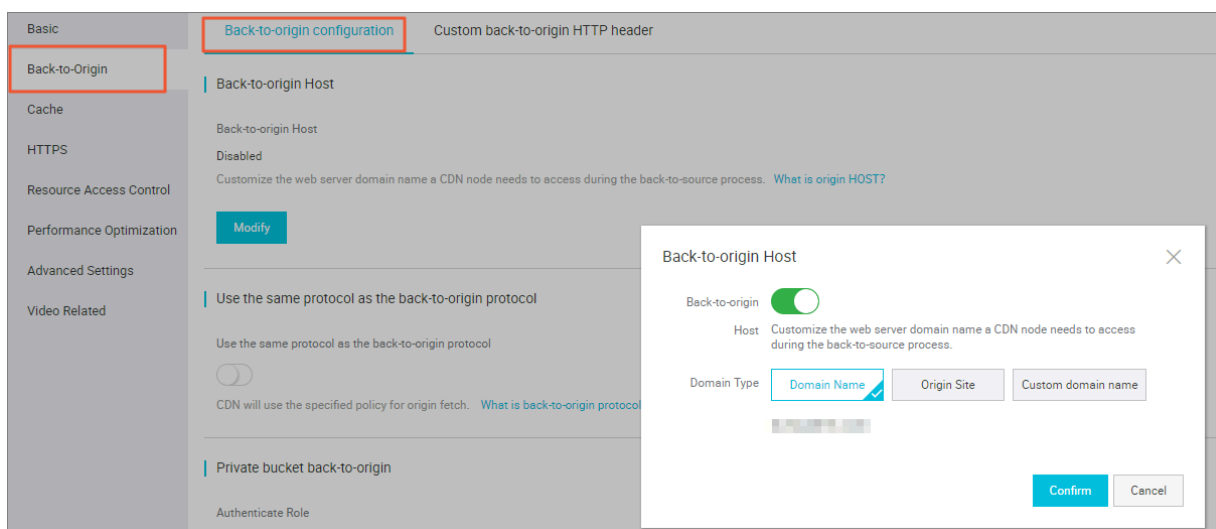 Basic
Back-to-Origin
Cache
HTTPS
Resource Access Control
Performance Optimization
Advanced Settings
Video Related
Back-to-origin configuration
Custom back-to-origin HTTP header
Back-to-origin Host
Back-to-origin Host
Disabled
Customize the web server domain name a CDN node needs to access during the back-to-source process. What is origin HOST?
Modify
Use the same protocol as the back-to-origin protocol
Use the same protocol as the back-to-origin protocol
CDN will use the specified policy for origin fetch. What is back-to-origin protocol
Private bucket back-to-origin
Authenticate Role
Back-to-origin Host
Back-to-origin
Host
Customize the web server domain name a CDN node needs to access
during the back-to-source process.
Domain Type
Domain Name
Origin Site
Custom domain name
Confirm
Cancel